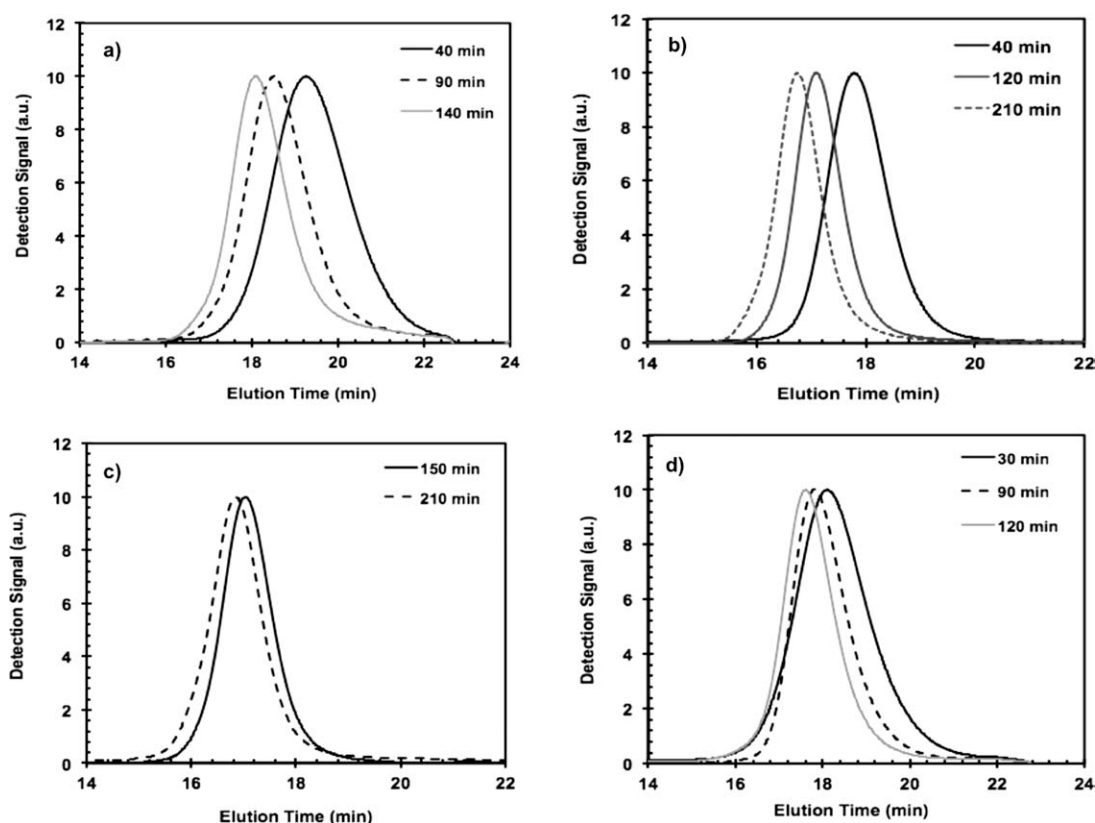 a)
40 min
90 min
140 min
12
10
8
6
4
2
0
14 16 18 20 22 24
Detection Signal (a.u.)
Elution Time (min)
b)
40 min
120 min
210 min
12
10
8
6
4
2
0
14 16 18 20 22
Detection Signal (a.u.)
Elution Time (min)
c)
150 min
210 min
12
10
8
6
4
2
0
14 16 18 20 22
Detection Signal (a.u.)
Elution Time (min)
d)
30 min
90 min
120 min
12
10
8
6
4
2
0
14 16 18 20 22 24
Detection Signal (a.u.)
Elution Time (min)